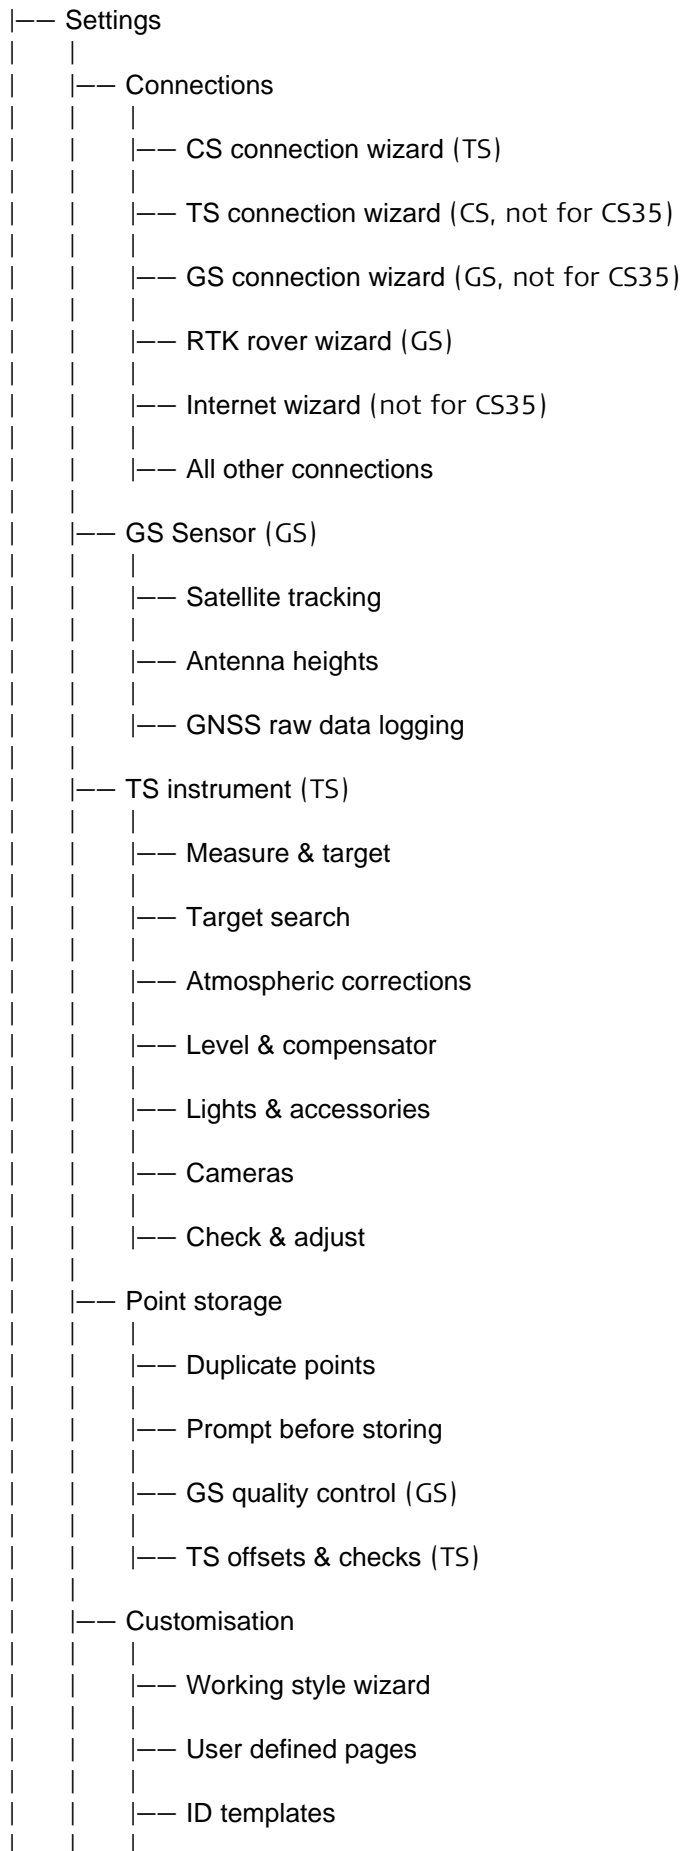 |—— Settings
|—— Connections
|—— CS connection wizard (TS)
|—— TS connection wizard (CS, not for CS35)
|—— GS connection wizard (GS, not for CS35)
|—— RTK rover wizard (GS)
|—— Internet wizard (not for CS35)
|—— All other connections
|—— GS Sensor (GS)
|—— Satellite tracking
|—— Antenna heights
|—— GNSS raw data logging
|—— TS instrument (TS)
|—— Measure & target
|—— Target search
|—— Atmospheric corrections
|—— Level & compensator
|—— Lights & accessories
|—— Cameras
|—— Check & adjust
|—— Point storage
|—— Duplicate points
|—— Prompt before storing
|—— GS quality control (GS)
|—— TS offsets & checks (TS)
|—— Customisation
|—— Working style wizard
|—— User defined pages
|—— ID templates